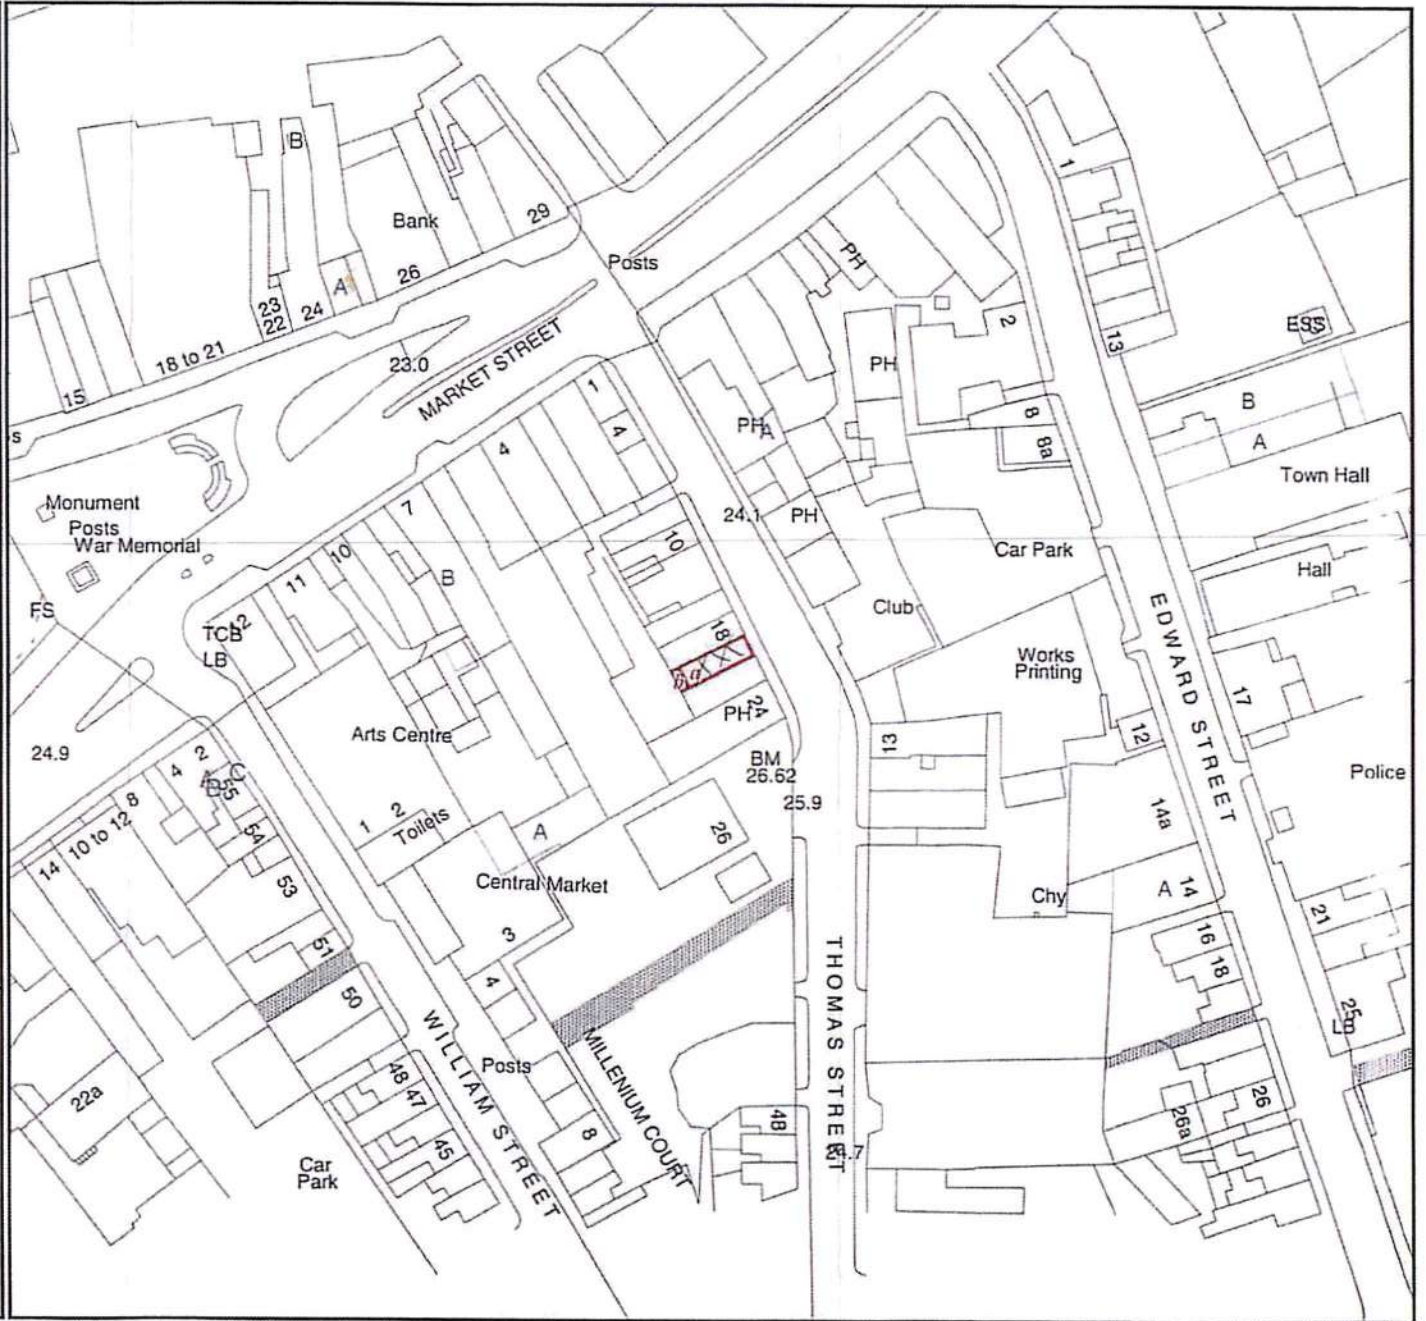 B
1
Bank
29
PH
Posts
26
A
23
22
24
2
ESS
13
PH
18 to 21
23.0
MARKET STREET
15
1
8
B
PH
A
4
4
8a
A
s
Town Hall
Monument
7
24.1
PH
Posts
War Memorial
10
10
Car Park
11
B
Hall
FS
Club
12
TCB
18
EDWARD STREET
LB
Works
Printing
a
17
24
PH
Arts Centre
12
13
24.9
2
4
C
A
B
55
BM
26.62
Police
8
25.9
10 to 12
1
2
Toilets
54
26
14a
A
14
53
Central Market
Chy
A
14
21
51
3
16
18
4
THOMAS STREET
50
25
LB
WILLIAM STREET
MILLENIUM COURT
Posts
48
47
22a
26
45
8
48
26a
Car
Park